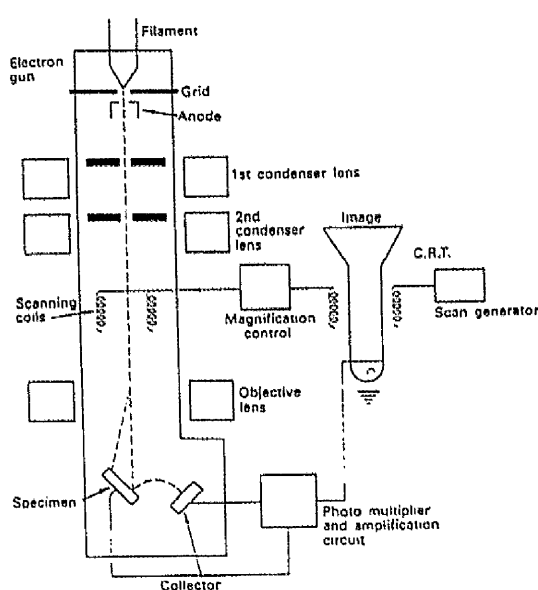 Filament
Electron
gun
Grid
Anode
1st condenser lens
2nd
condenser
lens
Image
C.R.T.
Scanning
coils
Magnification
control
Scan generator
Objective
lens
Specimen
Photo multiplier
and amplification
circuit
Collector